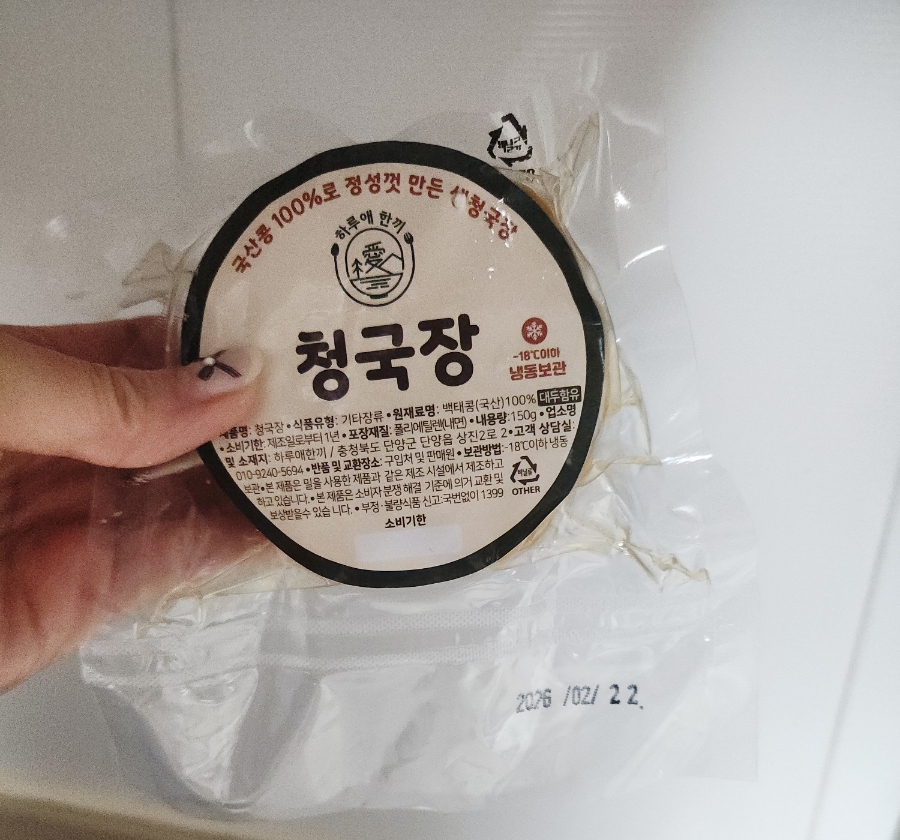 국산콩 100%로 정성껏 만든 생청국장
하루애 한끼
愛
청국장
-18℃이하
냉동보관
제품명: 청국장 • 식품유형: 기타장류 • 원재료명: 백태콩(국산)100% 대두함유
• 소비기한: 제조일로부터 1년 • 포장재질: 폴리에틸렌(내면) • 내용량: 150g • 업소명
및 소재지: 하루애한끼 / 충청북도 단양군 단양읍 상진2로 2 • 고객 상담실:
010-9240-5694 • 반품 및 교환장소: 구입처 및 판매원 • 보관방법: -18℃이하 냉동
보관 • 본 제품은 밀을 사용한 제품과 같은 제조 시설에서 제조하고
하고 있습니다. • 본 제품은 소비자 분쟁 해결 기준에 의거 교환 및
보상받을수 있습니다. • 부정·불량식품 신고:국번없이 1399
비닐류
OTHER
소비기한
2026 /02/ 22.